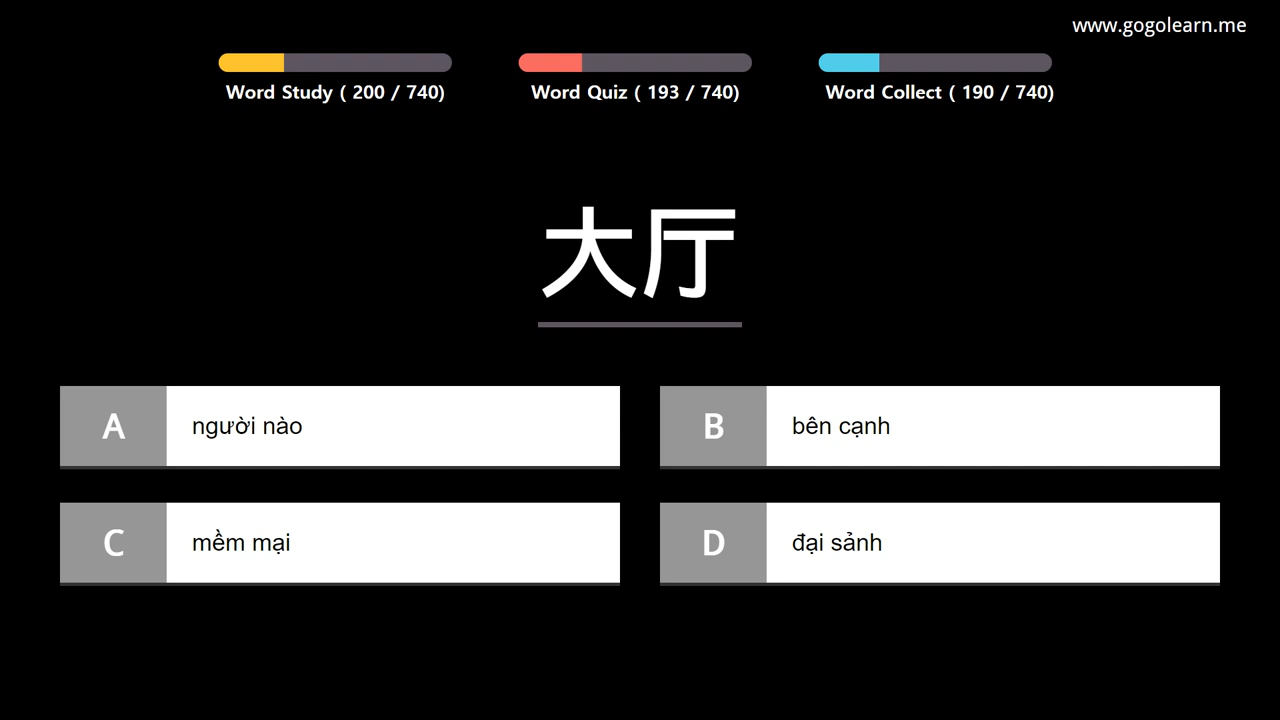 www.gogolearn.me
Word Study ( 200 / 740)
Word Quiz ( 193 / 740)
Word Collect ( 190 / 740)
大厅
A người nào
B bên cạnh
C mềm mại
D đại sảnh